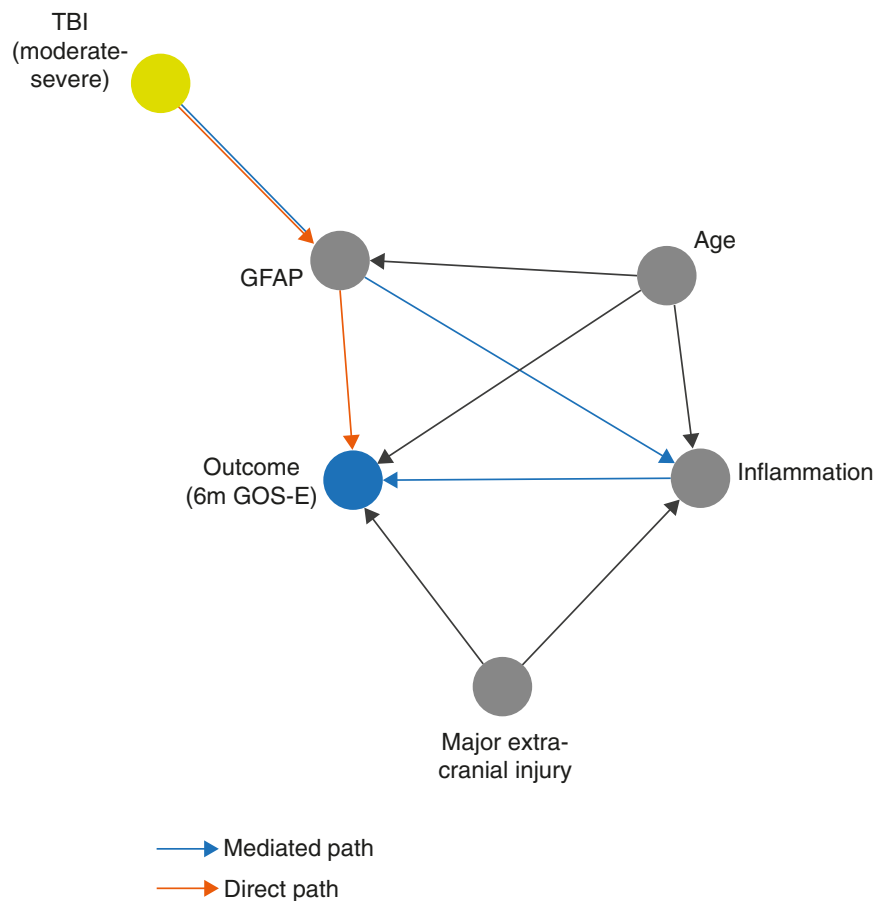 TBI
(moderate-
severe)
Age
GFAP
Outcome
(6m GOS-E)
Inflammation
Major extra-
cranial injury
Mediated path
Direct path